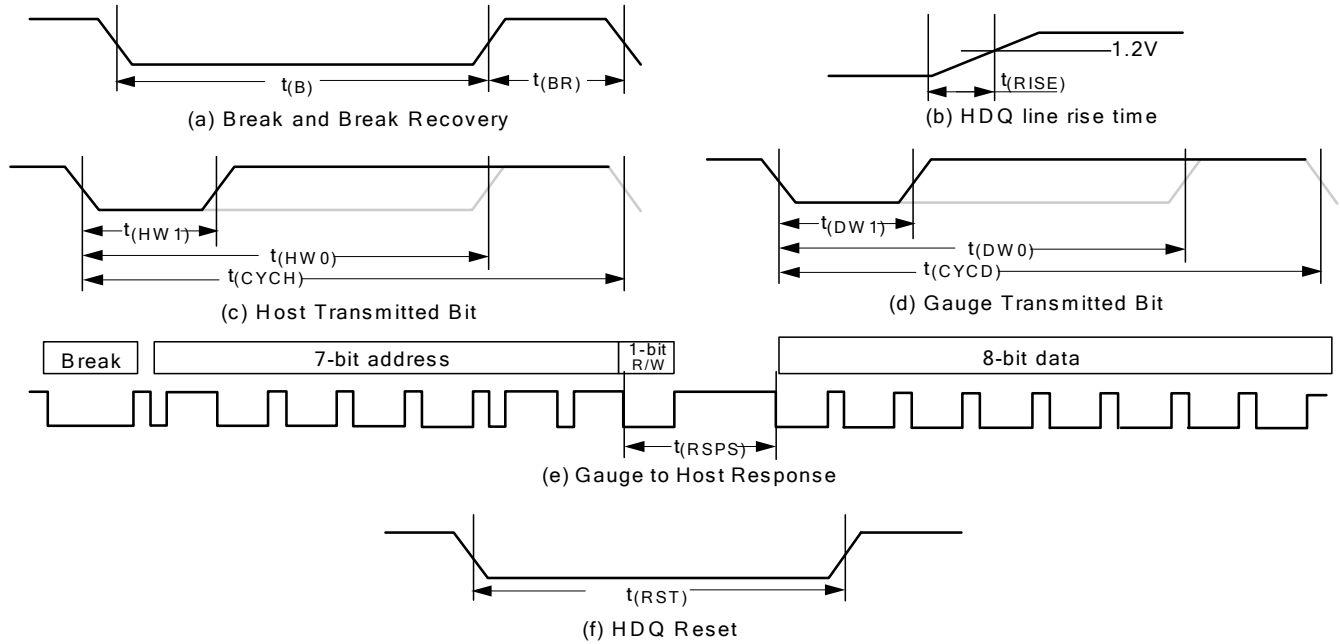 1.2V
t(B)
t(BR)
t(RISE)
(a) Break and Break Recovery
(b) HDQ line rise time
t(HW1)
t(HW0)
t(CYCH)
(c) Host Transmitted Bit
t(DW1)
t(DW0)
t(CYCD)
(d) Gauge Transmitted Bit
Break
7-bit address
1-bit
R/W
8-bit data
t(RSPS)
(e) Gauge to Host Response
t(RST)
(f) HDQ Reset